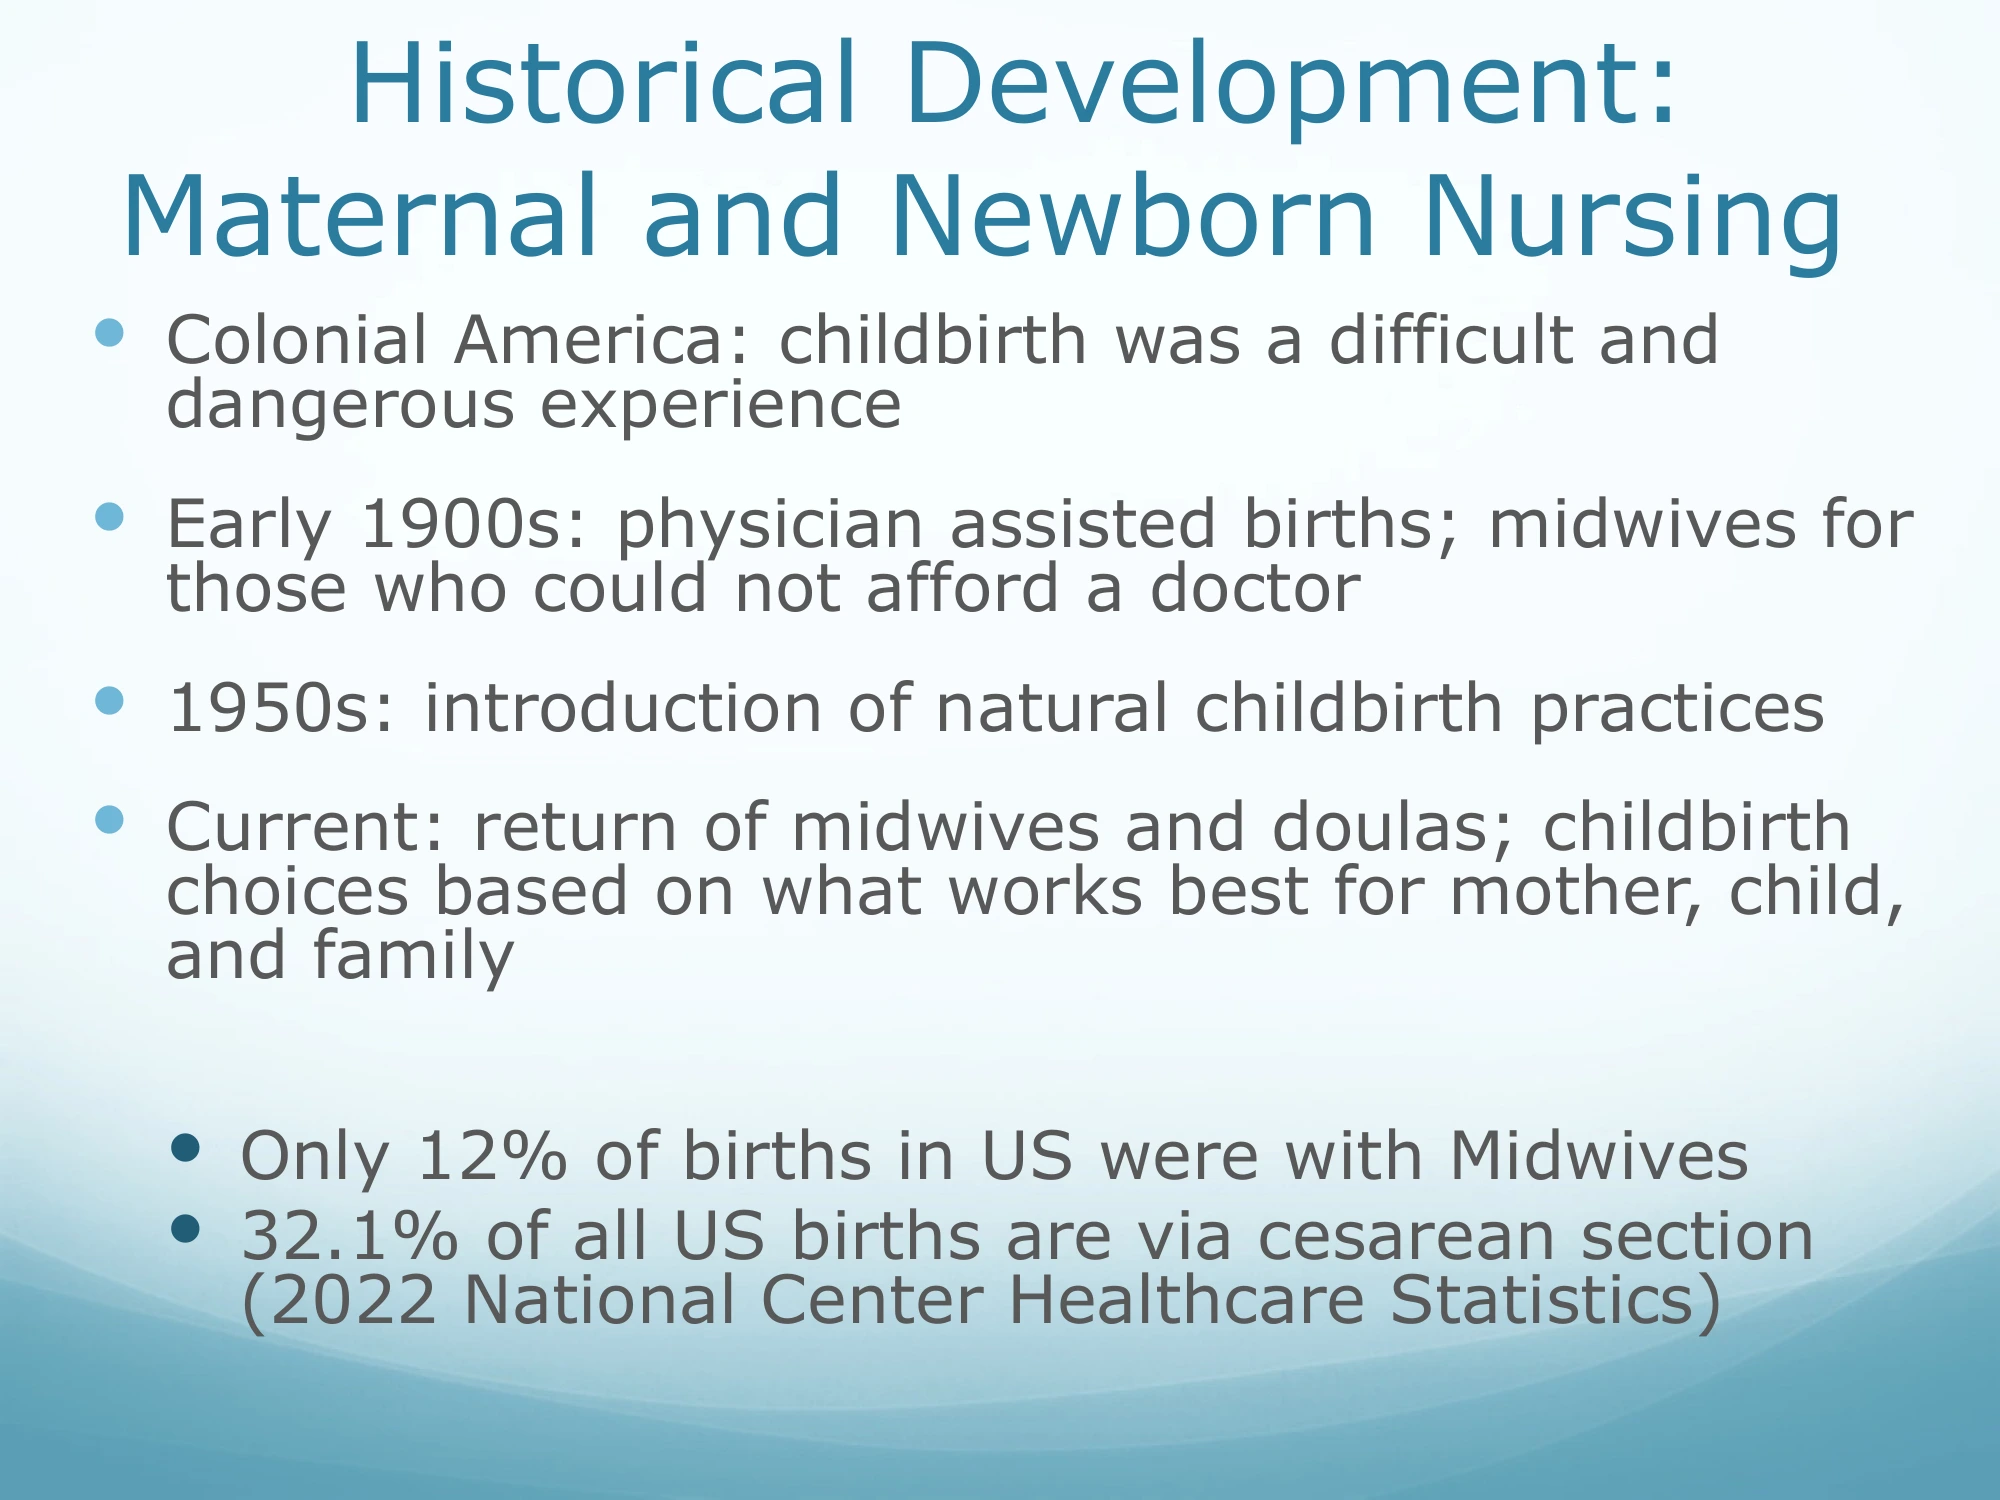 Historical Development:
Maternal and Newborn Nursing
• Colonial America: childbirth was a difficult and
dangerous experience
• Early 1900s: physician assisted births; midwives for
those who could not afford a doctor
• 1950s: introduction of natural childbirth practices
• Current: return of midwives and doulas; childbirth
choices based on what works best for mother, child,
and family
• Only 12% of births in US were with Midwives
• 32.1% of all US births are via cesarean section
(2022 National Center Healthcare Statistics)